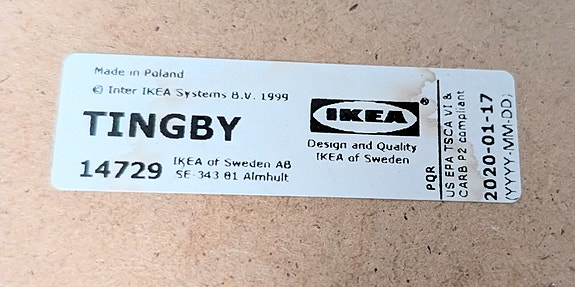 Made in Poland
© Inter IKEA Systems B.V. 1999
TINGBY
14729
IKEA of Sweden AB
SE-343 81 Älmhult
IKEA®
Design and Quality
IKEA of Sweden
PQR
US EPA TSCA VI &
CARB P2 compliant
2020-01-17
(YYYY-MM-DD)